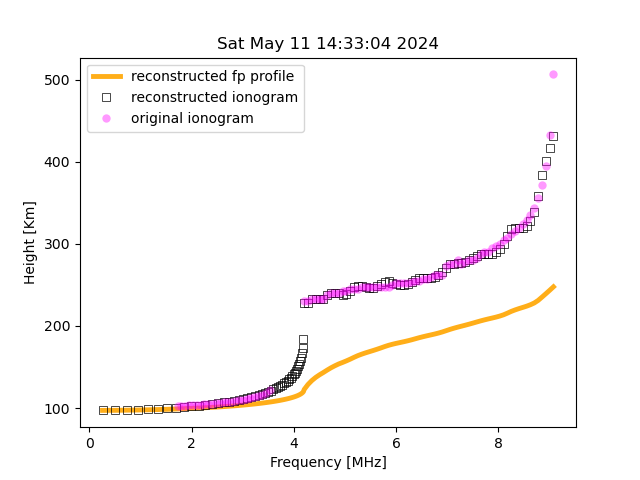 Sat May 11 14:33:04 2024
reconstructed fp profile
reconstructed ionogram
original ionogram
Height [Km]
500
400
300
200
100
0 2 4 6 8
Frequency [MHz]